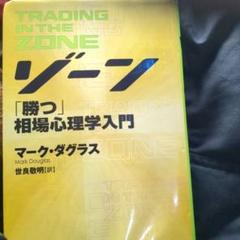 TRADING
IN THE
ZONE
ゾーン
「勝つ」
相場心理学入門
マーク・ダグラス
Mark Douglas
世良敬明[訳]